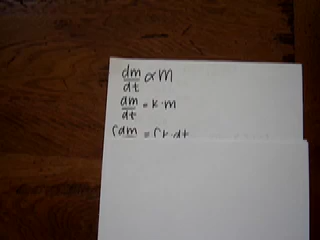 dm/dt ∝ m
dm/dt = k·m
∫dm = ∫k·dt